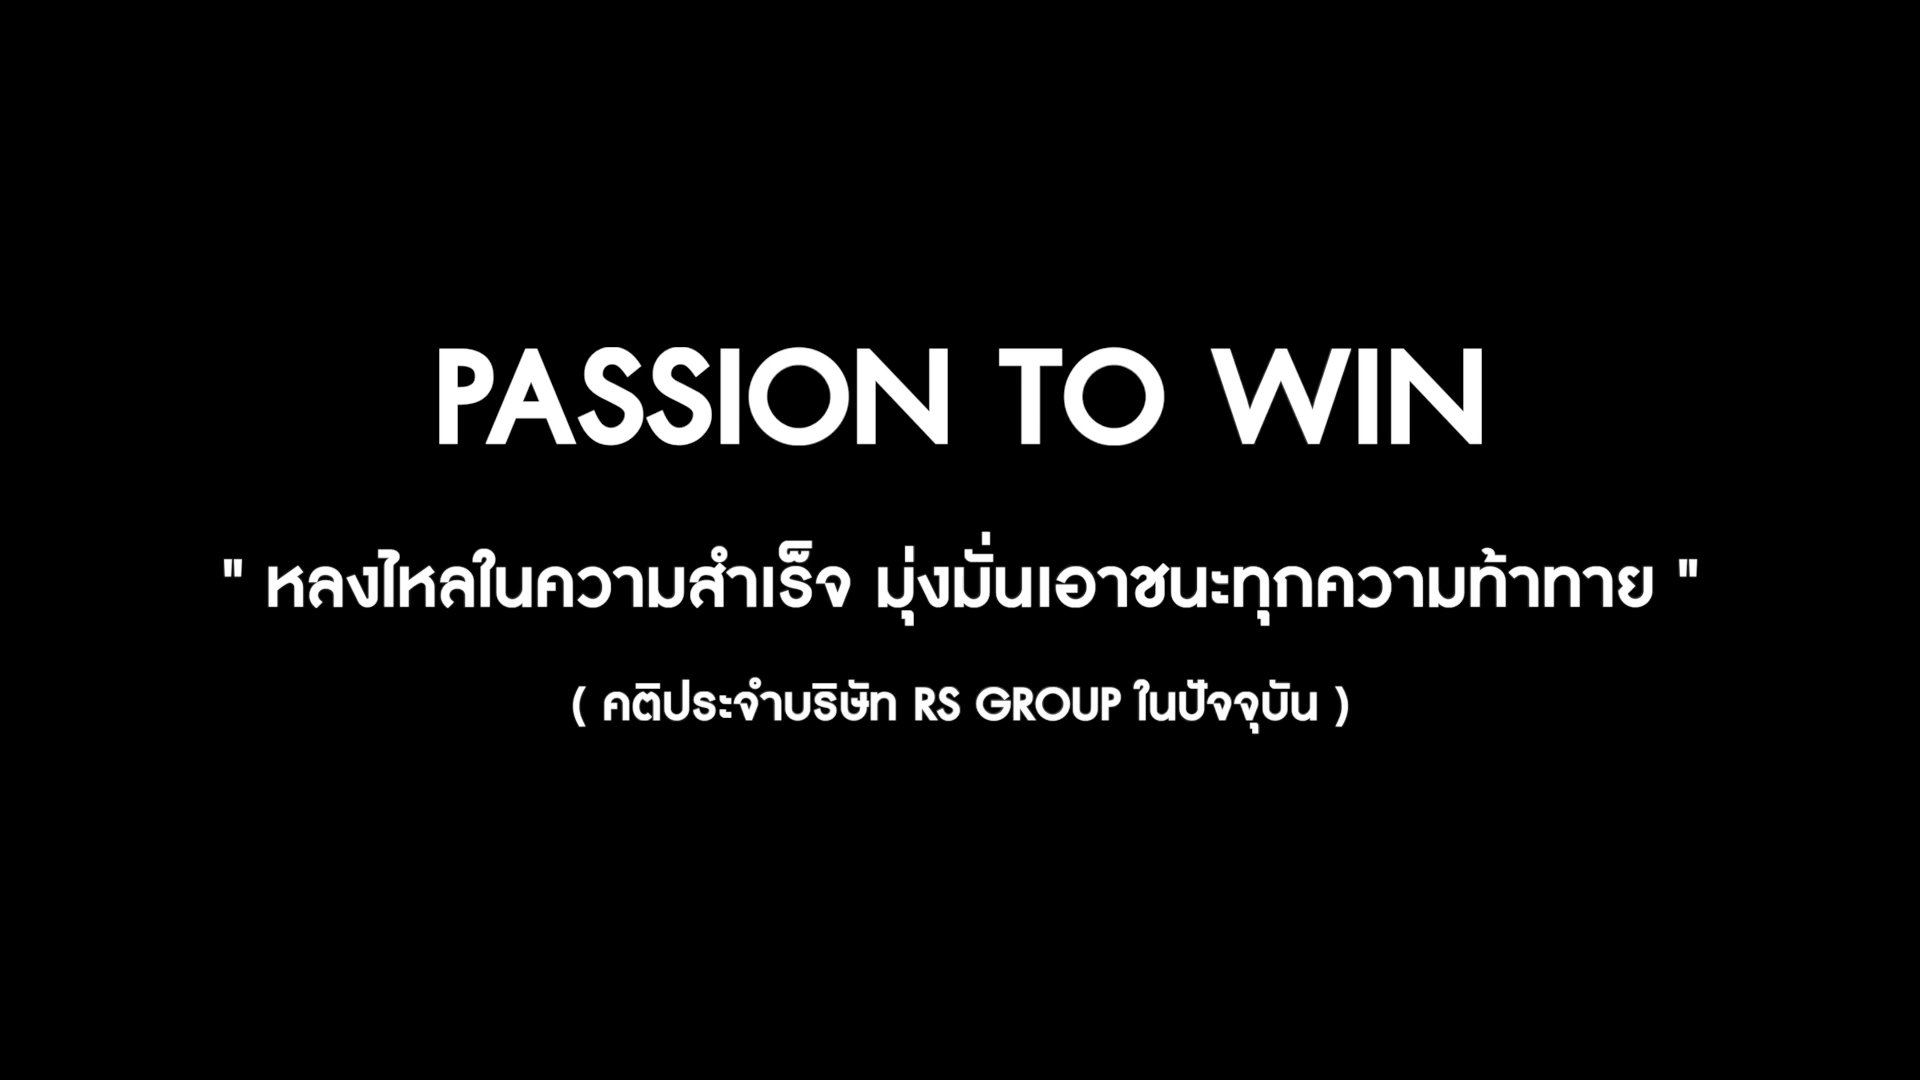 PASSION TO WIN
" หลงไหลในความสำเร็จ มุ่งมั่นเอาชนะทุกความท้าทาย "
( คติประจำบริษัท RS GROUP ในปัจจุบัน )